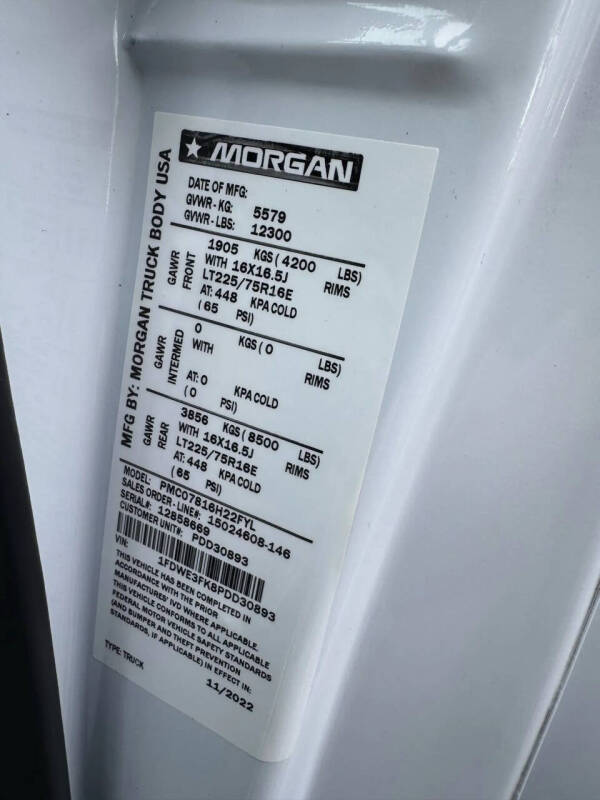 MORGAN
MFG BY: MORGAN TRUCK BODY USA
DATE OF MFG:
GVWR - KG: 5579
GVWR - LBS: 12300
GAWR FRONT
1905 KGS ( 4200 LBS)
WITH 16X16.5J RIMS
LT225/75R16E
AT: 448 KPA COLD
( 65 PSI)
GAWR INTERMED
0 KGS ( 0 LBS)
WITH RIMS
AT: 0 KPA COLD
( 0 PSI)
GAWR REAR
3856 KGS ( 8500 LBS)
WITH 16X16.5J RIMS
LT225/75R16E
AT: 448 KPA COLD
( 65 PSI)
MODEL: PMC07816H22FYL
SALES ORDER - LINE#: 15024608-146
SERIAL#: 12858669
CUSTOMER UNIT#: PDD30893
VIN:
1FDWE3FK8PDD30893
THIS VEHICLE HAS BEEN COMPLETED IN
ACCORDANCE WITH THE PRIOR
MANUFACTURES' IVD WHERE APPLICABLE.
THIS VEHICLE CONFORMS TO ALL APPLICABLE
FEDERAL MOTOR VEHICLE SAFETY STANDARDS
(AND BUMPER AND THEFT PREVENTION
STANDARDS, IF APPLICABLE) IN EFFECT IN:
11/2022
TYPE: TRUCK